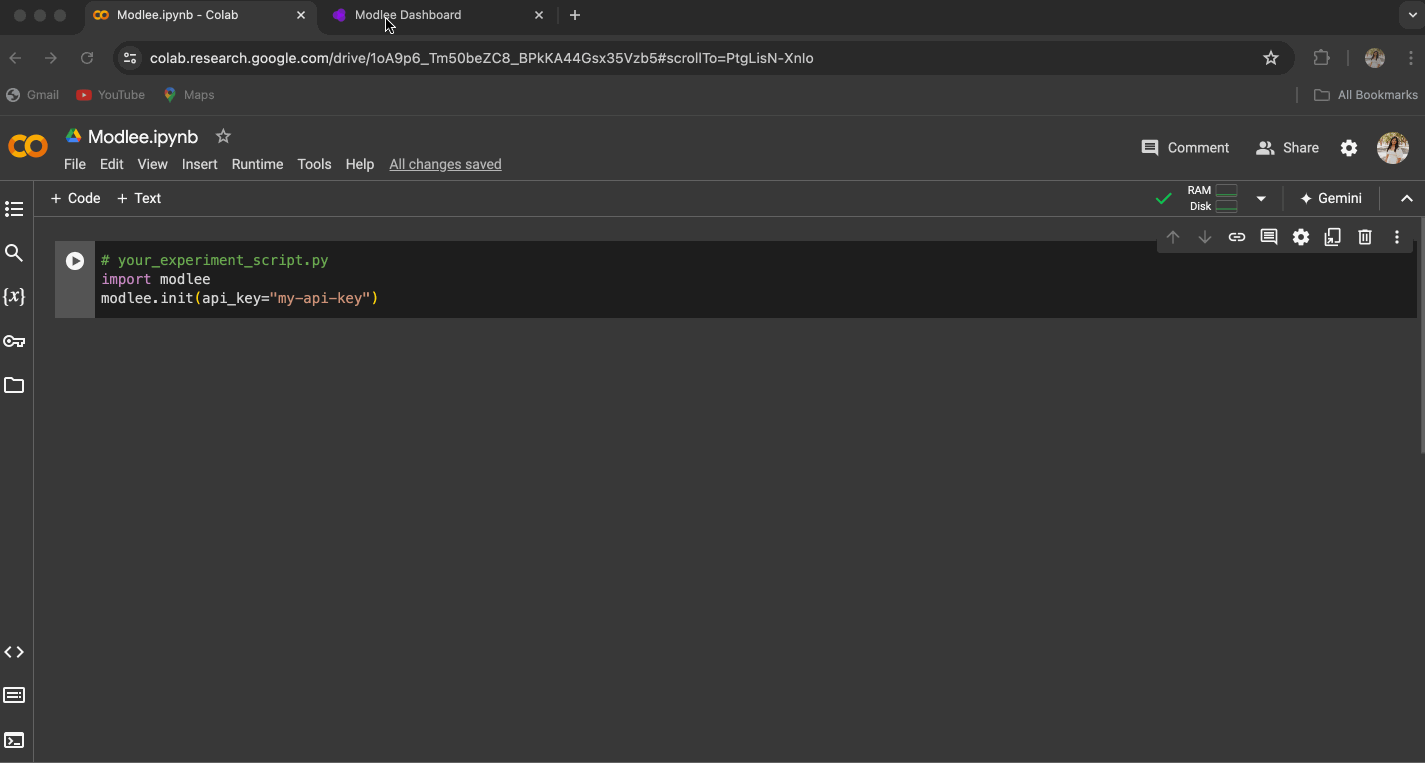 Modlee.ipynb - Colab
Modlee Dashboard
colab.research.google.com/drive/1oA9p6_Tm50beZC8_BPkKA44Gsx35Vzb5#scrollTo=PtgLisN-XnIo
Gmail YouTube Maps All Bookmarks
Modlee.ipynb
File Edit View Insert Runtime Tools Help All changes saved
Comment Share
+ Code + Text
RAM
Disk
Gemini
{x}
# your_experiment_script.py
import modlee
modlee.init(api_key="my-api-key")